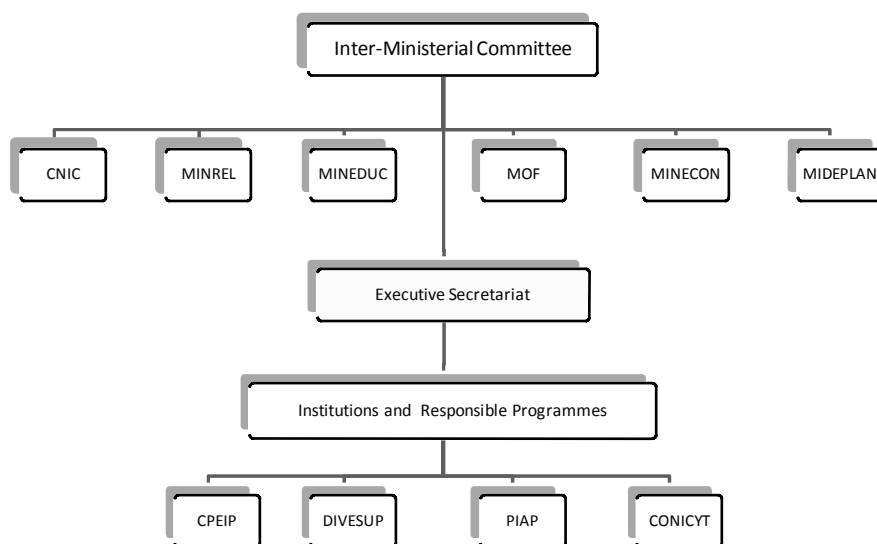 Inter-Ministerial Committee
CNIC
MINREL
MINEDUC
MOF
MINECON
MIDEPLAN
Executive Secretariat
Institutions and Responsible Programmes
CPEIP
DIVESUP
PIAP
CONICYT